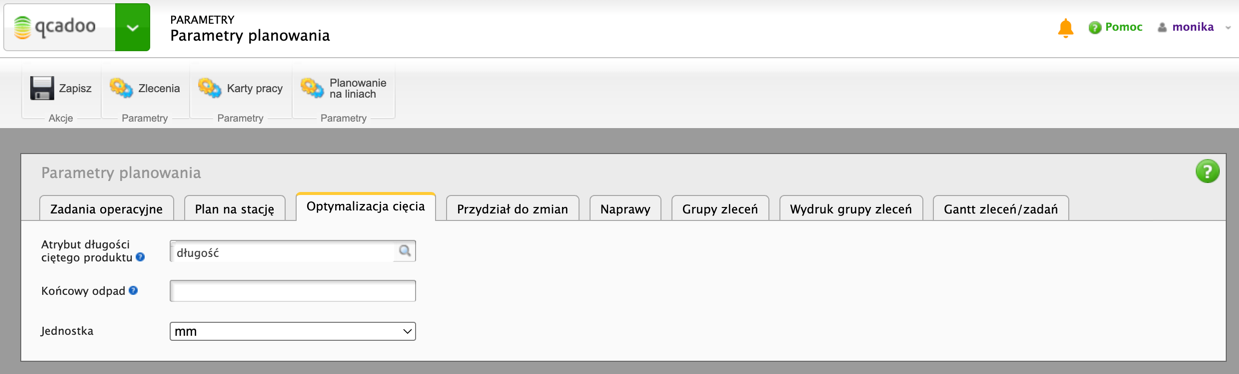 qcadoo
PARAMETRY
Parametry planowania
Pomoc
monika
Zapisz
Zlecenia
Karty pracy
Planowanie
na liniach
Akcje
Parametry
Parametry
Parametry
Parametry planowania
?
Zadania operacyjne
Plan na stację
Optymalizacja cięcia
Przydział do zmian
Naprawy
Grupy zleceń
Wydruk grupy zleceń
Gantt zleceń/zadań
Atrybut długości
ciętego produktu ?
długość
Końcowy odpad ?
Jednostka
mm